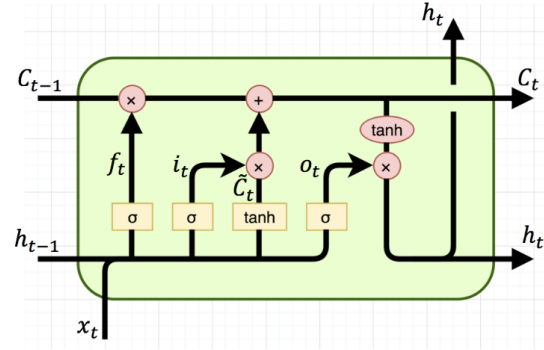 h_t
C_{t-1} × + C_t
tanh
f_t i_t × C̃_t o_t ×
σ σ tanh σ
h_{t-1} h_t
x_t